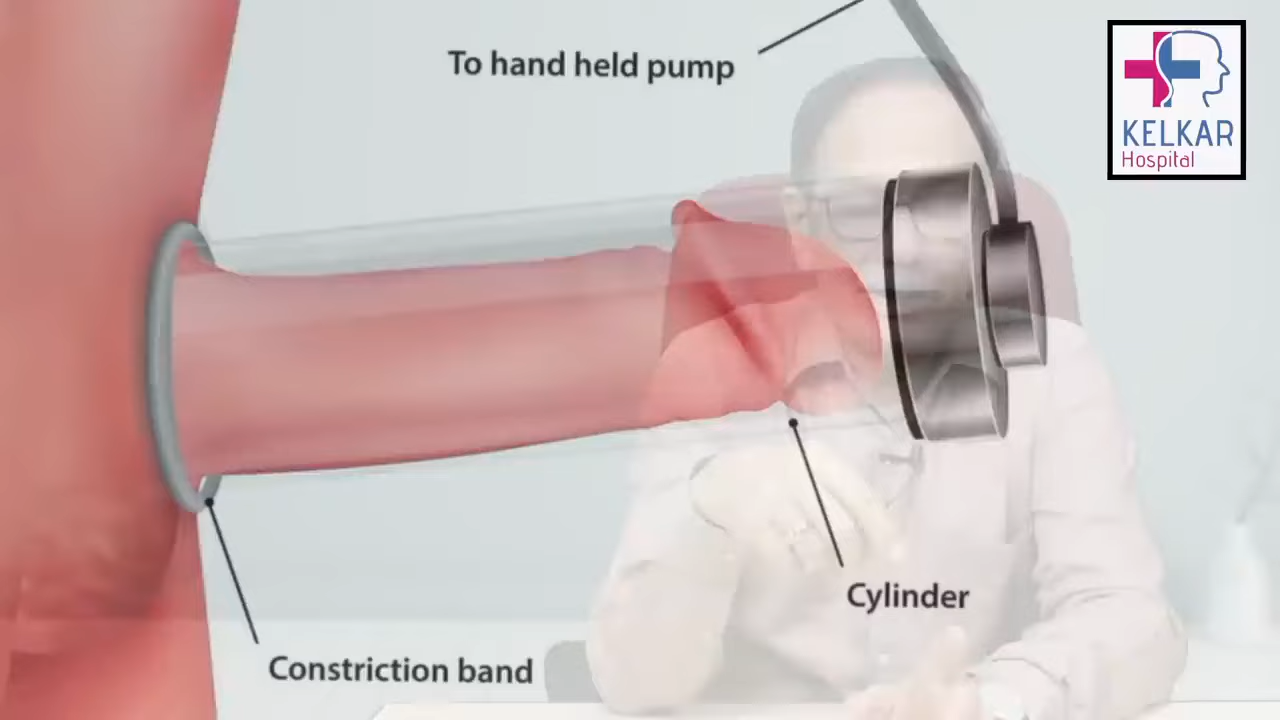 To hand held pump
KELKAR
Hospital
Cylinder
Constriction band